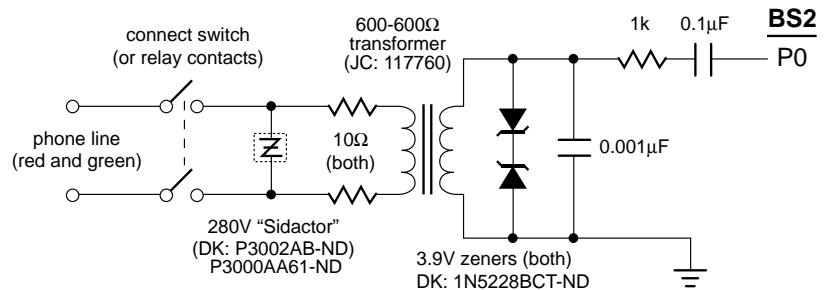 connect switch
(or relay contacts)
600-600Ω
transformer
(JC: 117760)
1k
0.1μF
BS2
P0
phone line
(red and green)
10Ω
(both)
0.001μF
280V “Sidactor”
(DK: P3002AB-ND)
P3000AA61-ND
3.9V zeners (both)
DK: 1N5228BCT-ND